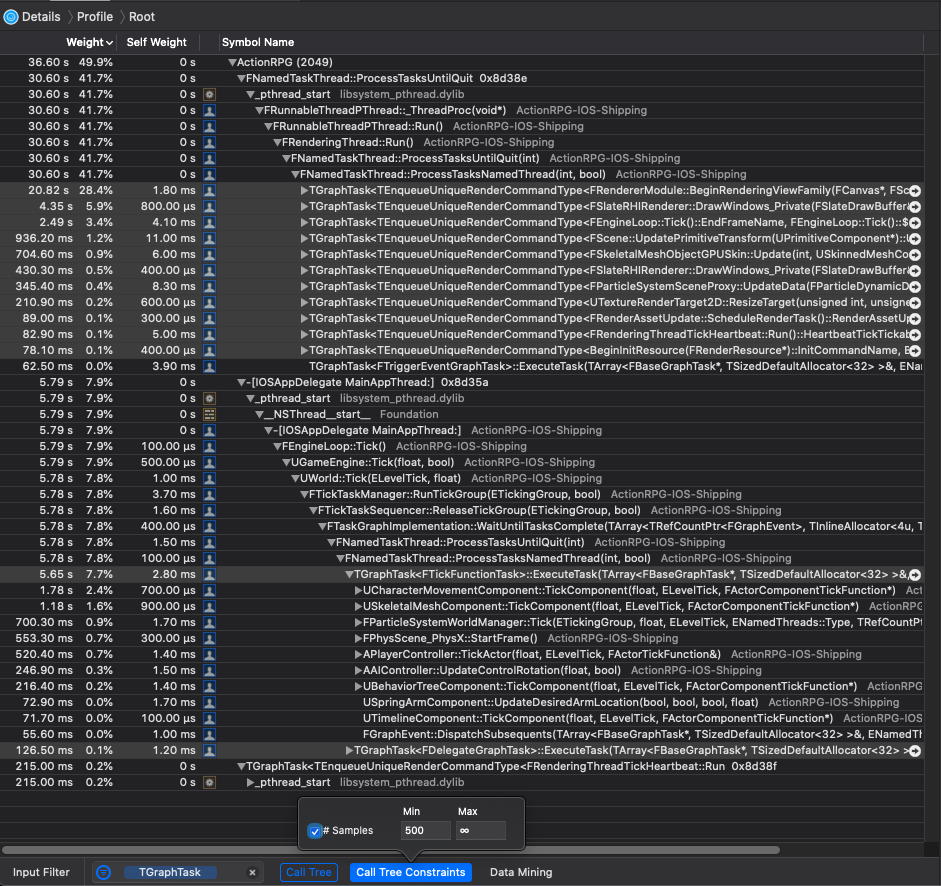 Details Profile Root
Weight Self Weight Symbol Name
36.60 s 49.9% 0 s ActionRPG (2049)
30.60 s 41.7% 0 s FNamedTaskThread::ProcessTasksUntilQuit 0x8d38e
30.60 s 41.7% 0 s _pthread_start libsystem_pthread.dylib
30.60 s 41.7% 0 s FRunnableThreadPThread::_ThreadProc(void*) ActionRPG-IOS-Shipping
30.60 s 41.7% 0 s FRunnableThreadPThread::Run() ActionRPG-IOS-Shipping
30.60 s 41.7% 0 s FRenderingThread::Run() ActionRPG-IOS-Shipping
30.60 s 41.7% 0 s FNamedTaskThread::ProcessTasksUntilQuit(int) ActionRPG-IOS-Shipping
30.60 s 41.7% 0 s FNamedTaskThread::ProcessTasksNamedThread(int, bool) ActionRPG-IOS-Shipping
20.82 s 28.4% 1.80 ms TGraphTask<TEnqueueUniqueRenderCommandType<FRendererModule::BeginRenderingViewFamily(FCanvas*, FSc
4.35 s 5.9% 800.00 µs TGraphTask<TEnqueueUniqueRenderCommandType<FSlateRHIRenderer::DrawWindows_Private(FSlateDrawBuffer
2.49 s 3.4% 4.10 ms TGraphTask<TEnqueueUniqueRenderCommandType<FEngineLoop::Tick()::EndFrameName, FEngineLoop::Tick()::$
936.20 ms 1.2% 11.00 ms TGraphTask<TEnqueueUniqueRenderCommandType<FScene::UpdatePrimitiveTransform(UPrimitiveComponent*)::
704.60 ms 0.9% 6.00 ms TGraphTask<TEnqueueUniqueRenderCommandType<FSkeletalMeshObjectGPUSkin::Update(int, USkinnedMeshCo
430.30 ms 0.5% 400.00 µs TGraphTask<TEnqueueUniqueRenderCommandType<FSlateRHIRenderer::DrawWindows_Private(FSlateDrawBuffer
345.40 ms 0.4% 8.30 ms TGraphTask<TEnqueueUniqueRenderCommandType<FParticleSystemSceneProxy::UpdateData(FParticleDynamicD
210.90 ms 0.2% 600.00 µs TGraphTask<TEnqueueUniqueRenderCommandType<UTextureRenderTarget2D::ResizeTarget(unsigned int, unsigne
89.00 ms 0.1% 300.00 µs TGraphTask<TEnqueueUniqueRenderCommandType<FRenderAssetUpdate::ScheduleRenderTask()::RenderAssetUp
82.90 ms 0.1% 5.00 ms TGraphTask<TEnqueueUniqueRenderCommandType<FRenderingThreadTickHeartbeat::Run()::HeartbeatTickTickab
78.10 ms 0.1% 400.00 µs TGraphTask<TEnqueueUniqueRenderCommandType<BeginInitResource(FRenderResource*)::InitCommandName,
62.50 ms 0.0% 3.90 ms TGraphTask<FTriggerEventGraphTask>::ExecuteTask(TArray<FBaseGraphTask*, TSizedDefaultAllocator<32> >&, ENam
5.79 s 7.9% 0 s -[IOSAppDelegate MainAppThread:] 0x8d35a
5.79 s 7.9% 0 s _pthread_start libsystem_pthread.dylib
5.79 s 7.9% 0 s __NSThread__start__ Foundation
5.79 s 7.9% 0 s -[IOSAppDelegate MainAppThread:] ActionRPG-IOS-Shipping
5.79 s 7.9% 100.00 µs FEngineLoop::Tick() ActionRPG-IOS-Shipping
5.79 s 7.9% 500.00 µs UGameEngine::Tick(float, bool) ActionRPG-IOS-Shipping
5.78 s 7.8% 1.00 ms UWorld::Tick(ELevelTick, float) ActionRPG-IOS-Shipping
5.78 s 7.8% 3.70 ms FTickTaskManager::RunTickGroup(ETickingGroup, bool) ActionRPG-IOS-Shipping
5.78 s 7.8% 1.60 ms FTickTaskSequencer::ReleaseTickGroup(ETickingGroup, bool) ActionRPG-IOS-Shipping
5.78 s 7.8% 400.00 µs FTaskGraphImplementation::WaitUntilTasksComplete(TArray<TRefCountPtr<FGraphEvent>, TInlineAllocator<4u, T
5.78 s 7.8% 1.50 ms FNamedTaskThread::ProcessTasksUntilQuit(int) ActionRPG-IOS-Shipping
5.78 s 7.8% 100.00 µs FNamedTaskThread::ProcessTasksNamedThread(int, bool) ActionRPG-IOS-Shipping
5.65 s 7.7% 2.80 ms TGraphTask<FTickFunctionTask>::ExecuteTask(TArray<FBaseGraphTask*, TSizedDefaultAllocator<32> >&,
1.78 s 2.4% 700.00 µs UCharacterMovementComponent::TickComponent(float, ELevelTick, FActorComponentTickFunction*) Act
1.18 s 1.6% 900.00 µs USkeletalMeshComponent::TickComponent(float, ELevelTick, FActorComponentTickFunction*) ActionRPG
700.30 ms 0.9% 1.70 ms FParticleSystemWorldManager::Tick(ETickingGroup, float, ELevelTick, ENamedThreads::Type, TRefCountPt
553.30 ms 0.7% 300.00 µs FPhysScene_PhysX::StartFrame() ActionRPG-IOS-Shipping
520.40 ms 0.7% 1.40 ms APlayerController::TickActor(float, ELevelTick, FActorTickFunction&) ActionRPG-IOS-Shipping
246.90 ms 0.3% 1.50 ms AAIController::UpdateControlRotation(float, bool) ActionRPG-IOS-Shipping
216.40 ms 0.2% 1.40 ms UBehaviorTreeComponent::TickComponent(float, ELevelTick, FActorComponentTickFunction*) ActionRPG
72.90 ms 0.0% 1.70 ms USpringArmComponent::UpdateDesiredArmLocation(bool, bool, bool, float) ActionRPG-IOS-Shipping
71.70 ms 0.0% 100.00 µs UTimelineComponent::TickComponent(float, ELevelTick, FActorComponentTickFunction*) ActionRPG-IOS
55.60 ms 0.0% 1.00 ms FGraphEvent::DispatchSubsequents(TArray<FBaseGraphTask*, TSizedDefaultAllocator<32> >&, ENamedTh
126.50 ms 0.1% 1.20 ms TGraphTask<FDelegateGraphTask>::ExecuteTask(TArray<FBaseGraphTask*, TSizedDefaultAllocator<32> >
215.00 ms 0.2% 0 s TGraphTask<TEnqueueUniqueRenderCommandType<FRenderingThreadTickHeartbeat::Run 0x8d38f
215.00 ms 0.2% 0 s _pthread_start libsystem_pthread.dylib
Min Max
# Samples 500 ∞
Input Filter TGraphTask Call Tree Call Tree Constraints Data Mining